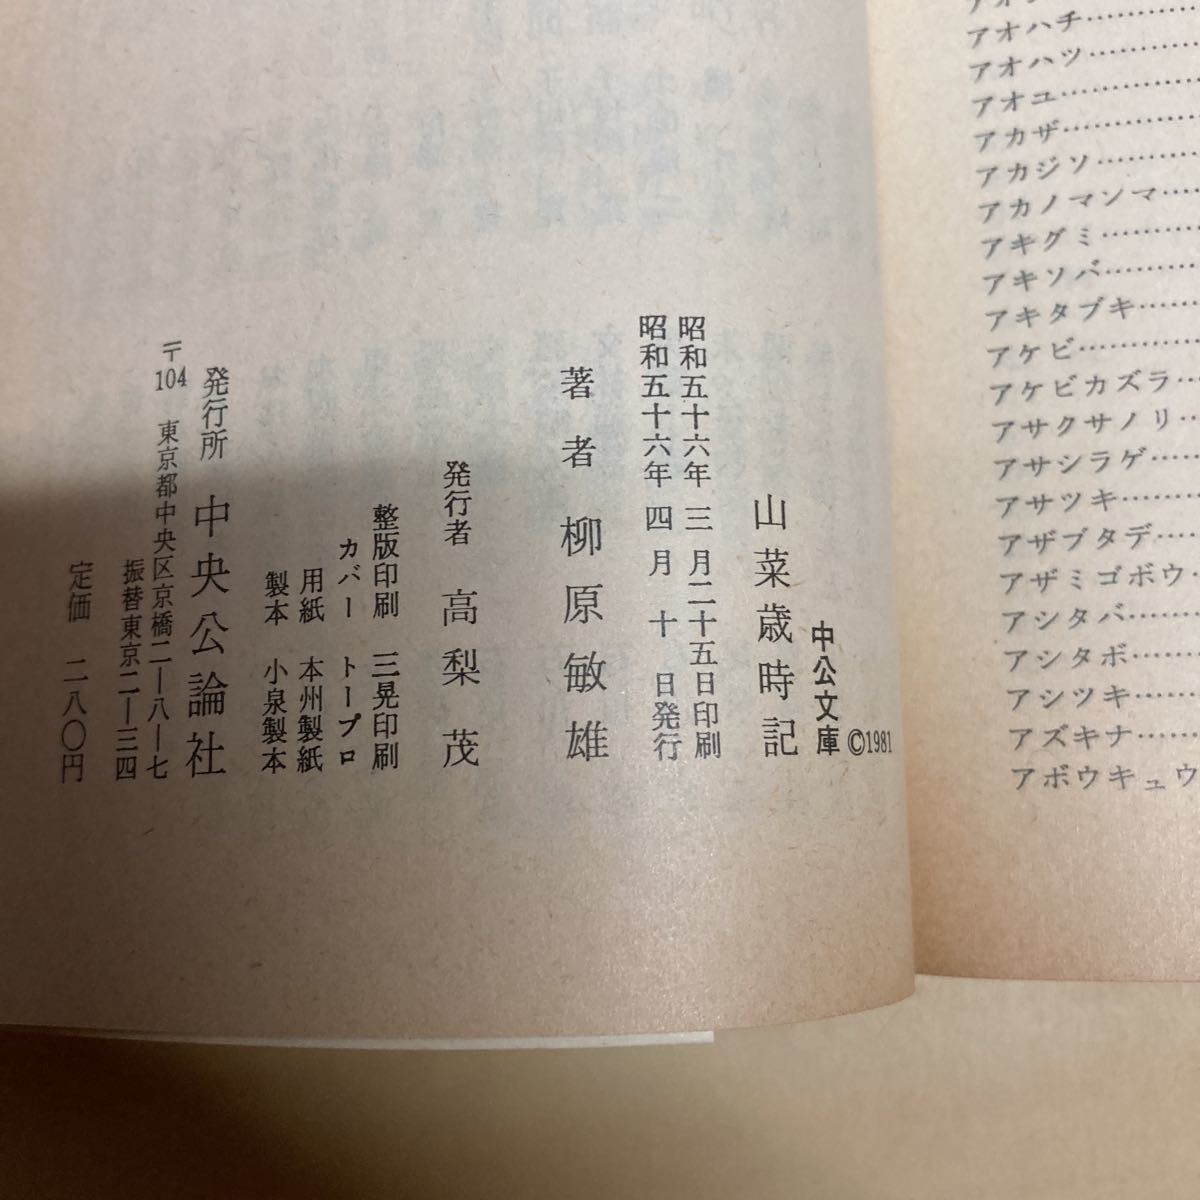 アオハチ……………
アオハツ……………
アオユ……………
アカザ……………
アカジソ……………
アカノマンマ……………
アキグミ……………
アキソバ……………
アキタブキ……………
アケビ……………
アケビカズラ……………
アサクサノリ……………
アサシラゲ……………
アサツキ……………
アザブタデ……………
アザミゴボウ……………
アシタバ……………
アシタボ……………
アシツキ……………
アズキナ……………
アボウキュウ
中公文庫 ©1981
山菜歳時記
昭和五十六年 三 月二十五日印刷
昭和五十六年 四 月 十 日発行
著者 柳原敏雄
発行者 高梨 茂
整版印刷 三晃印刷
カバー トープロ
用紙 本州製紙
製本 小泉製本
発行所 中央公論社
〒104 東京都中央区京橋二—八—七
振替東京二—三四
定価 二八〇円